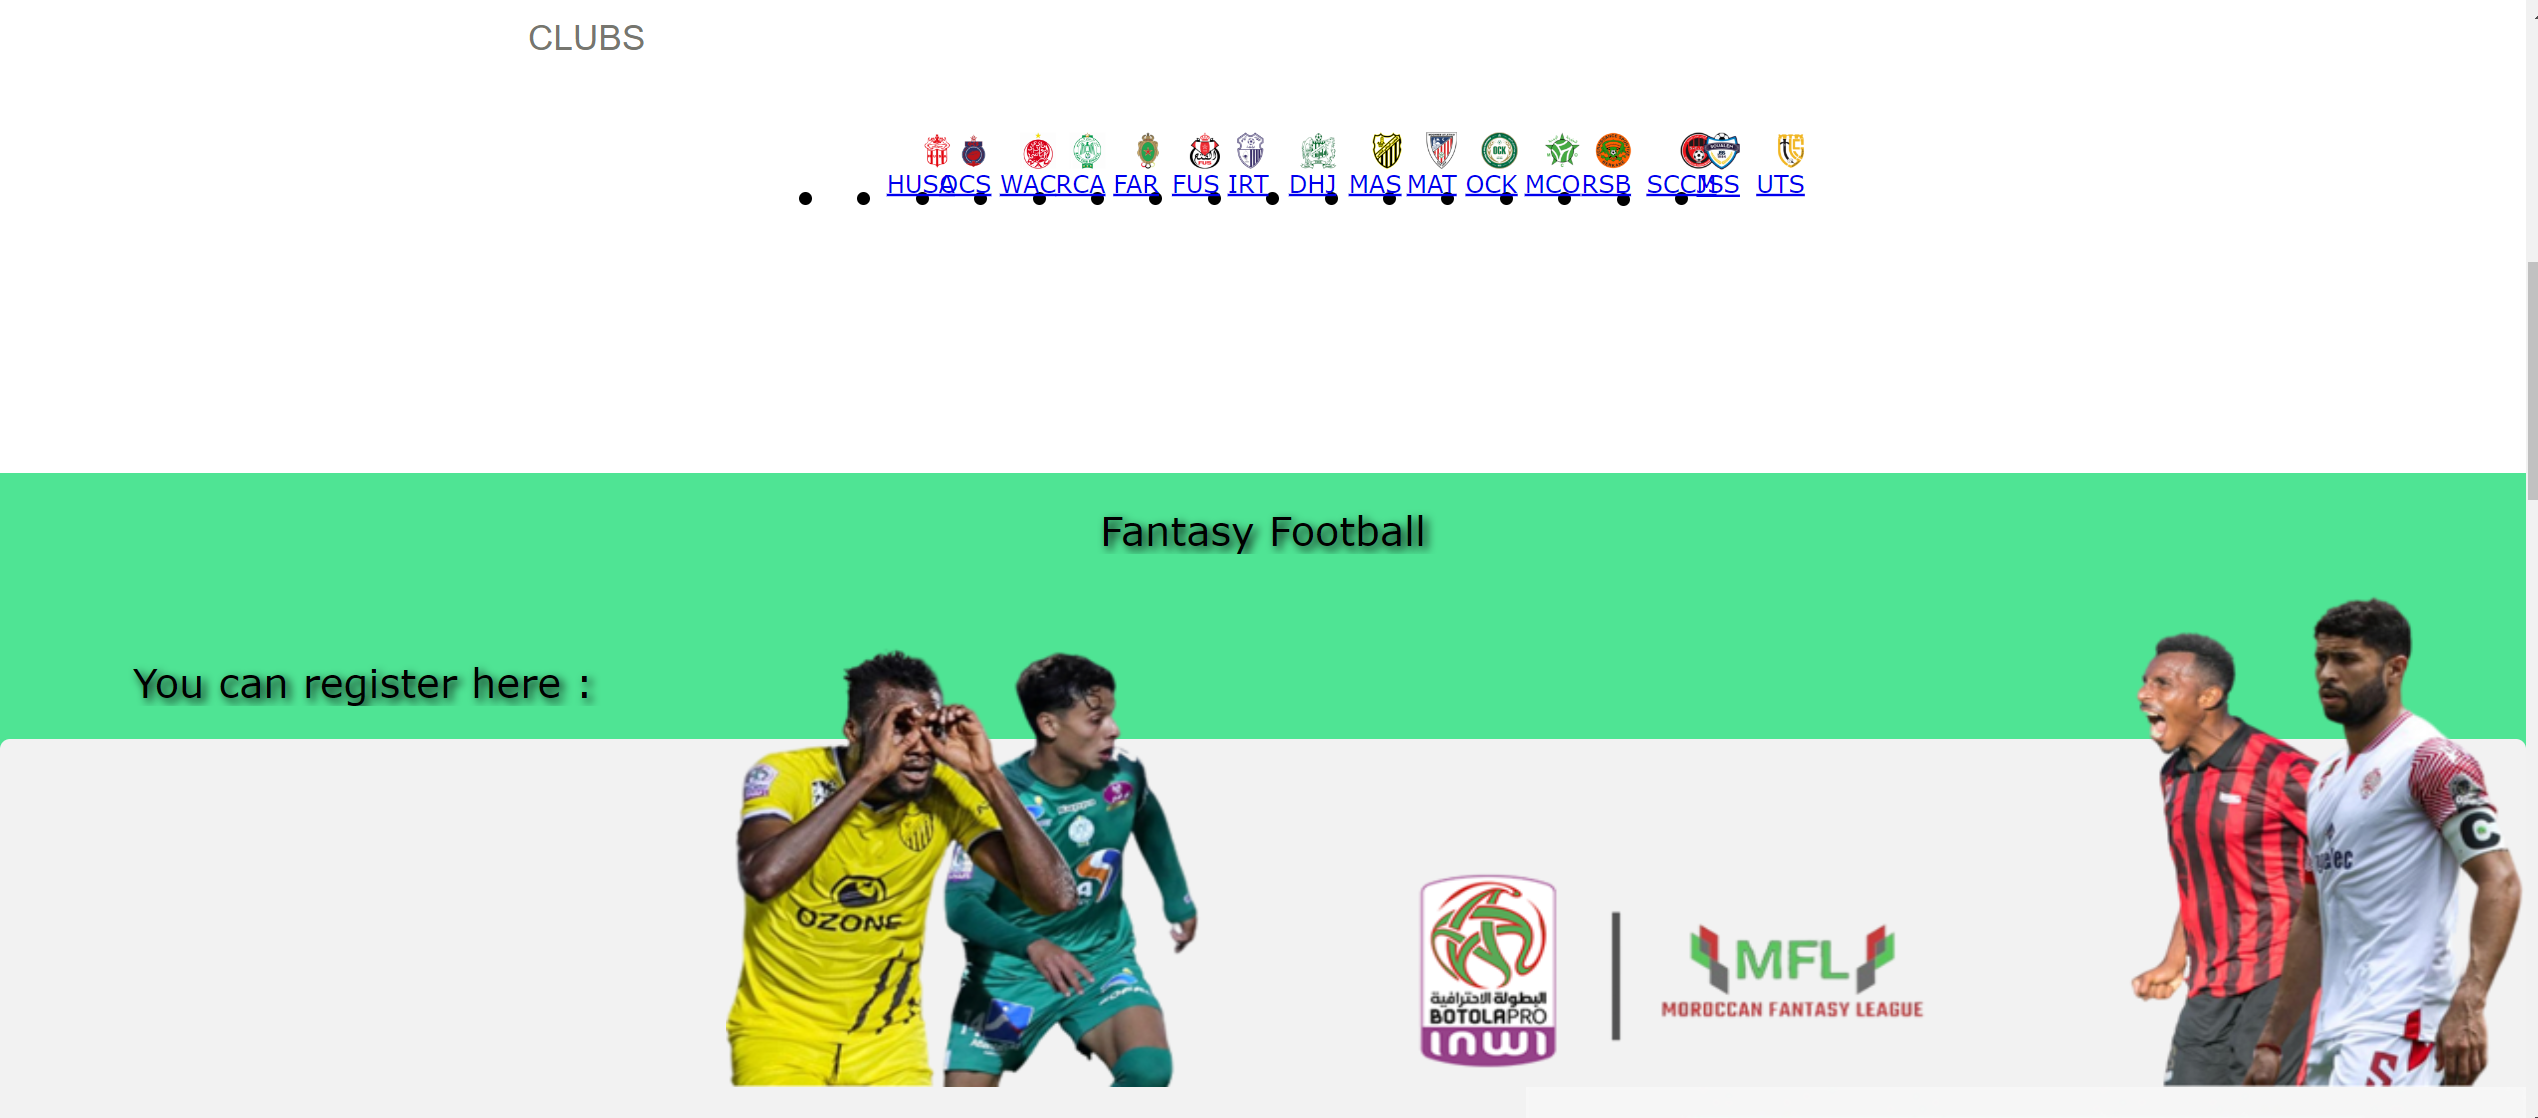 CLUBS
HUSA OCS WAC RCA FAR FUS IRT DHJ MAS MAT OCK MCO RSB SCCM JSS UTS
Fantasy Football
You can register here :
OZONE
البطولة الاحترافية
BOTOLAPRO
inwi
MFL
MOROCCAN FANTASY LEAGUE
C